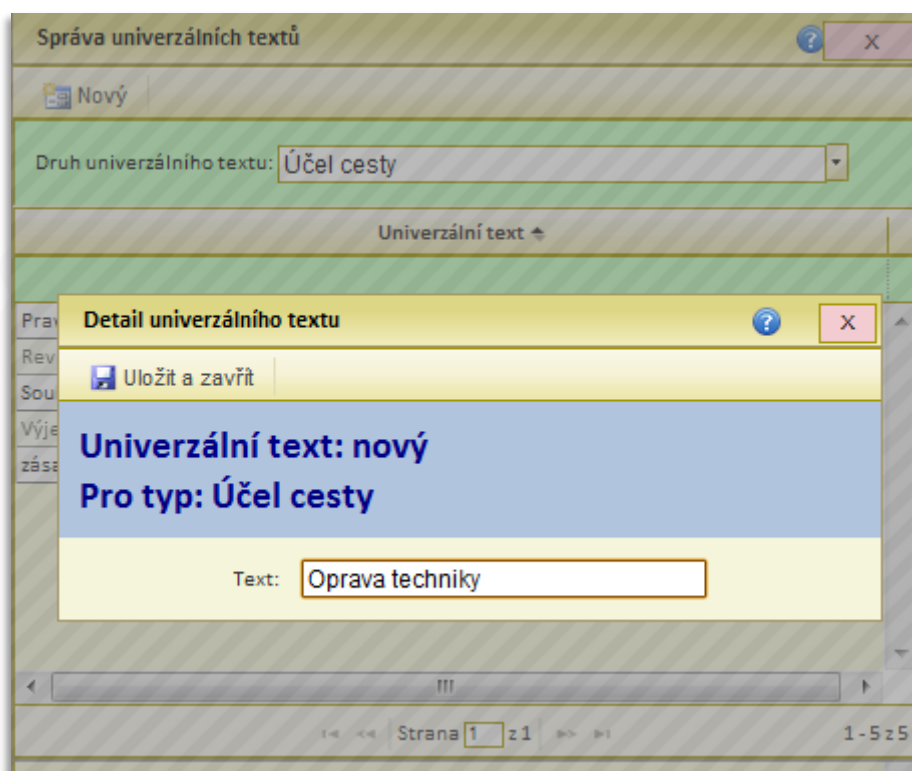 Správa univerzálních textů
X
Nový
Druh univerzálního textu: Účel cesty
Univerzální text
Detail univerzálního textu
X
Uložit a zavřít
Univerzální text: nový
Pro typ: Účel cesty
Text: Oprava techniky
Strana 1 z 1
1 - 5 z 5